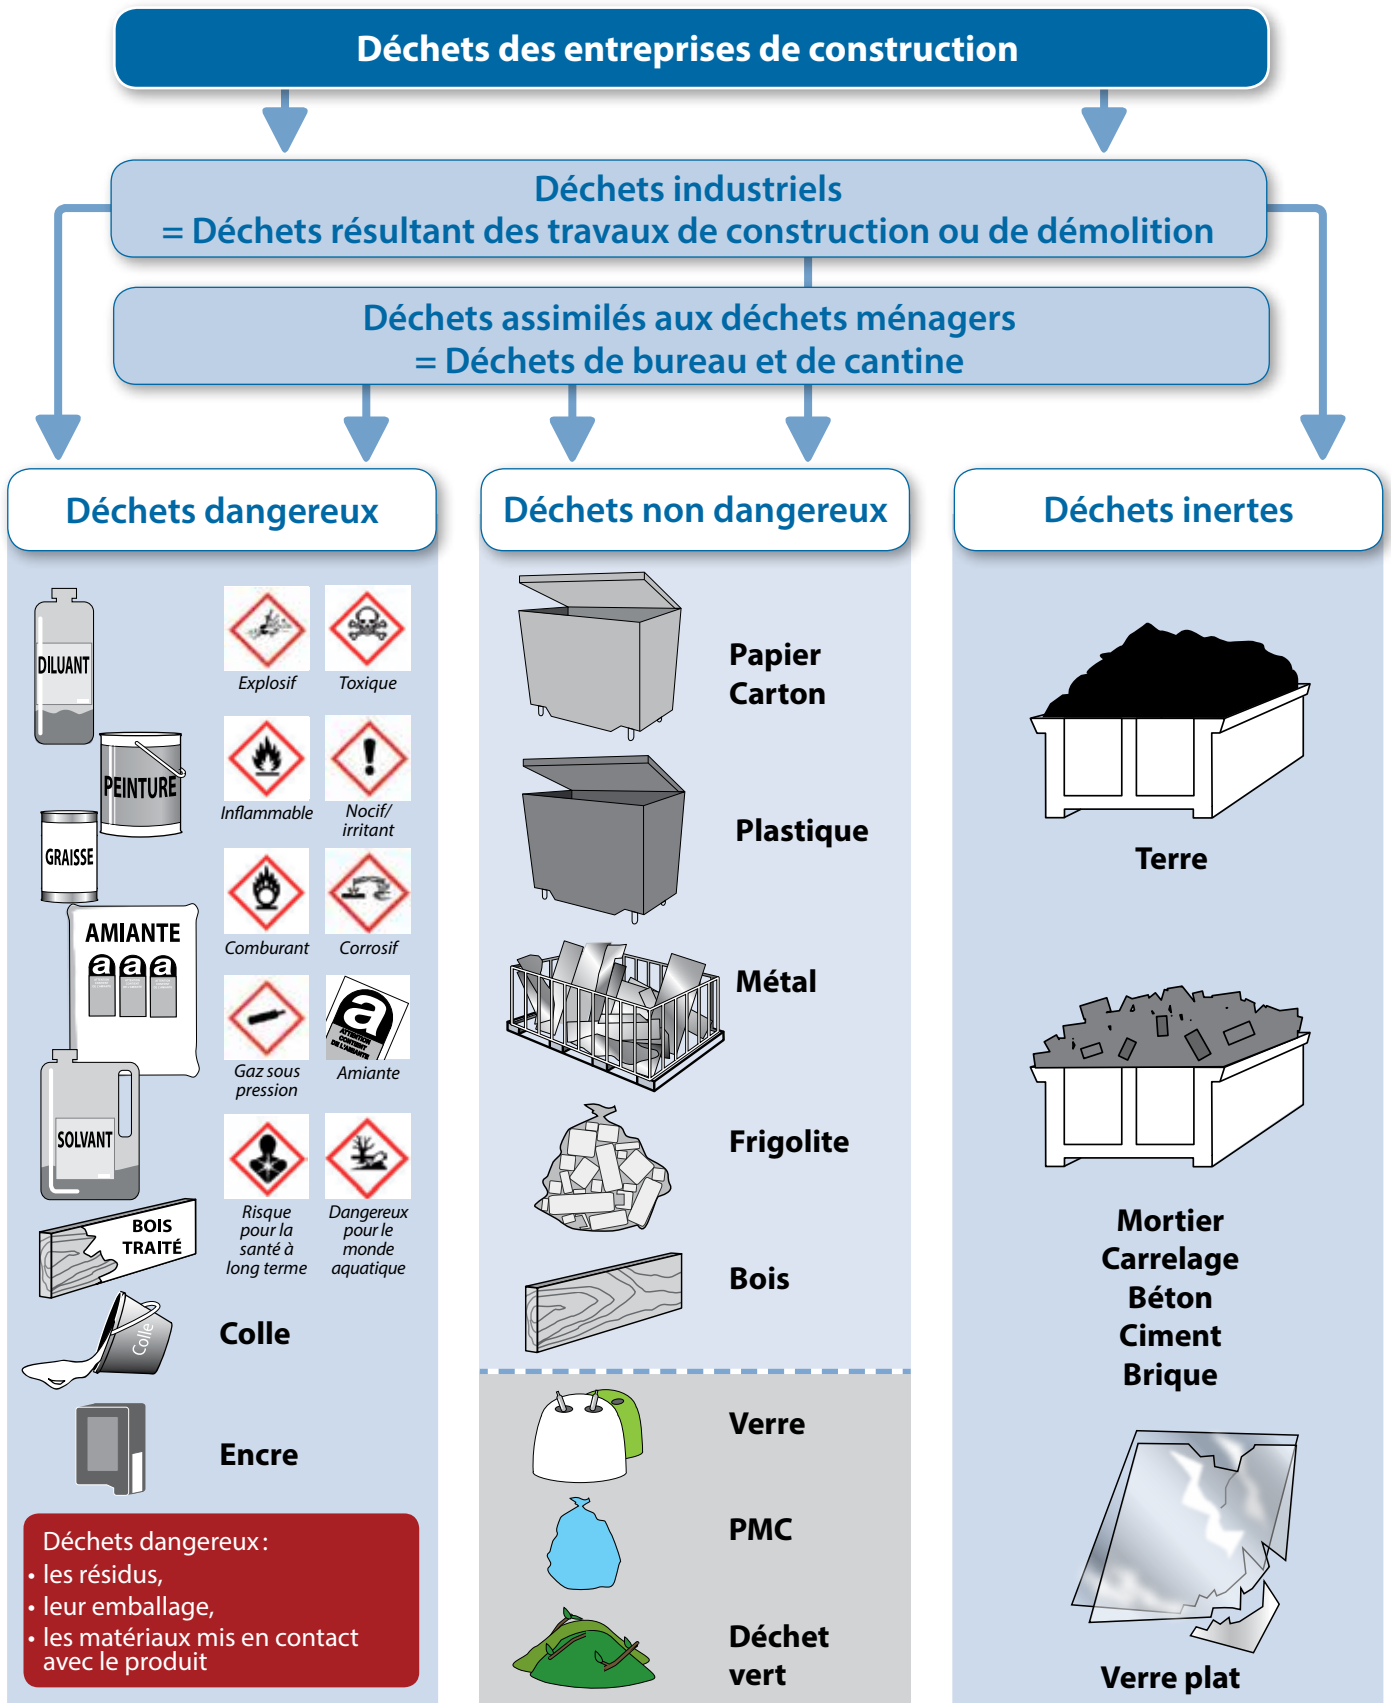 Déchets des entreprises de construction
Déchets industriels
= Déchets résultant des travaux de construction ou de démolition
Déchets assimilés aux déchets ménagers
= Déchets de bureau et de cantine
Déchets dangereux
DILUANT
PEINTURE
GRAISSE
AMIANTE
a a a
SOLVANT
BOIS
TRAITÉ
Colle
Colle
Encre
Explosif
Toxique
Inflammable
Nocif/
irritant
Comburant
Corrosif
Gaz sous
pression
a
ATTENTION
CONTIENT
DE L'AMIANTE
Amiante
Risque
pour la
santé à
long terme
Dangereux
pour le
monde
aquatique
Déchets dangereux :
• les résidus,
• leur emballage,
• les matériaux mis en contact
avec le produit
Déchets non dangereux
Papier
Carton
Plastique
Métal
Frigolite
Bois
Verre
PMC
Déchet
vert
Déchets inertes
Terre
Mortier
Carrelage
Béton
Ciment
Brique
Verre plat